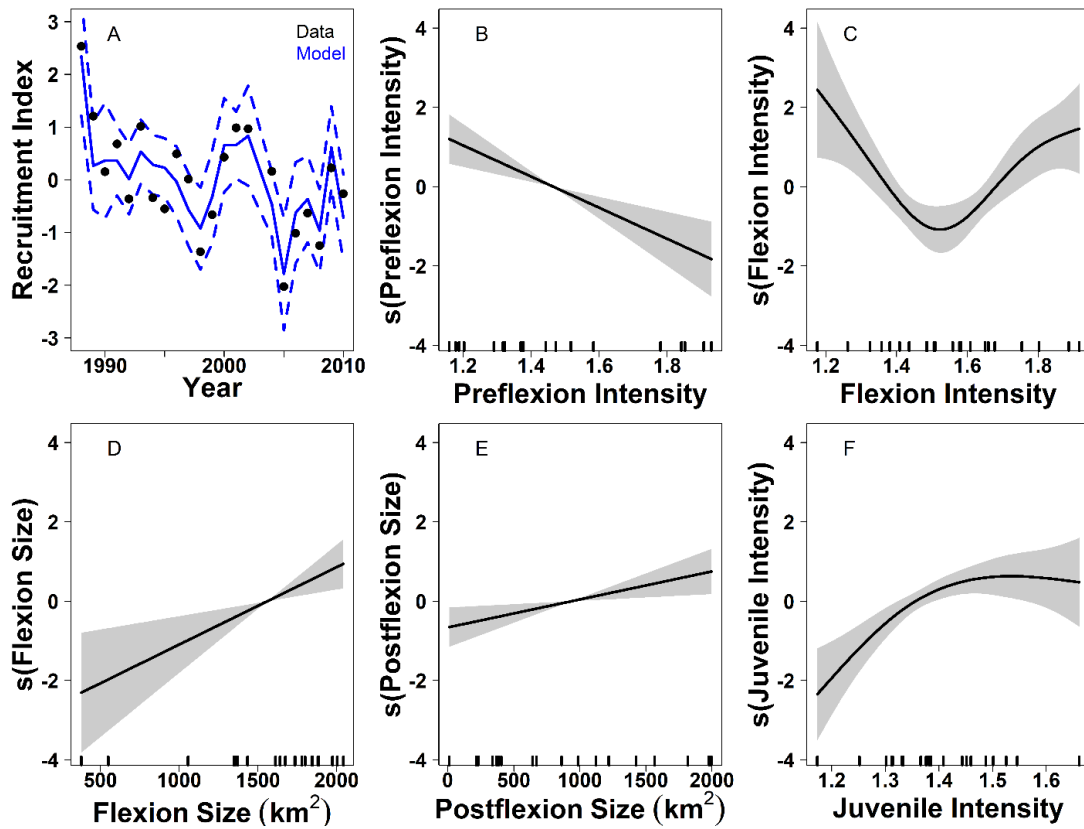 A
Data
Model
3
2
1
0
-1
-2
-3
Recruitment Index
1990
2000
2010
Year
B
4
2
0
-2
-4
s(Preflexion Intensity)
1.2
1.4
1.6
1.8
Preflexion Intensity
C
4
2
0
-2
-4
s(Flexion Intensity)
1.2
1.4
1.6
1.8
Flexion Intensity
D
4
2
0
-2
-4
s(Flexion Size)
500
1000
1500
2000
Flexion Size (km²)
E
4
2
0
-2
-4
s(Postflexion Size)
0
500
1000
1500
2000
Postflexion Size (km²)
F
4
2
0
-2
-4
s(Juvenile Intensity)
1.2
1.3
1.4
1.5
1.6
Juvenile Intensity